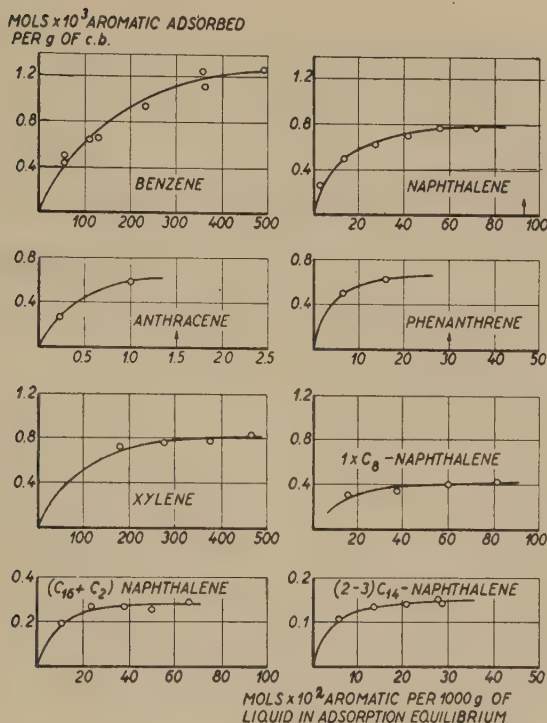 MOLS x 10³ AROMATIC ADSORBED
PER g OF c.b.
1.2
0.8
0.4
BENZENE
100 200 300 400 500
1.2
0.8
0.4
NAPHTHALENE
0 20 40 60 80 100
0.8
0.4
ANTHRACENE
0.5 1.0 1.5 2.0 2.5
0.8
0.4
PHENANTHRENE
0 10 20 30 40 50
1.2
0.8
0.4
XYLENE
0 100 200 300 400 500
1.2
0.8
0.4
1 x C₈ - NAPHTHALENE
0 20 40 60 80 100
0.4
0.2
(C₁₆ + C₂) NAPHTHALENE
0 20 40 60 80 100
0.2
0.1
(2-3)C₁₄-NAPHTHALENE
0 10 20 30 40 50
MOLS x 10² AROMATIC PER 1000 g OF
LIQUID IN ADSORPTION EQUILIBRIUM